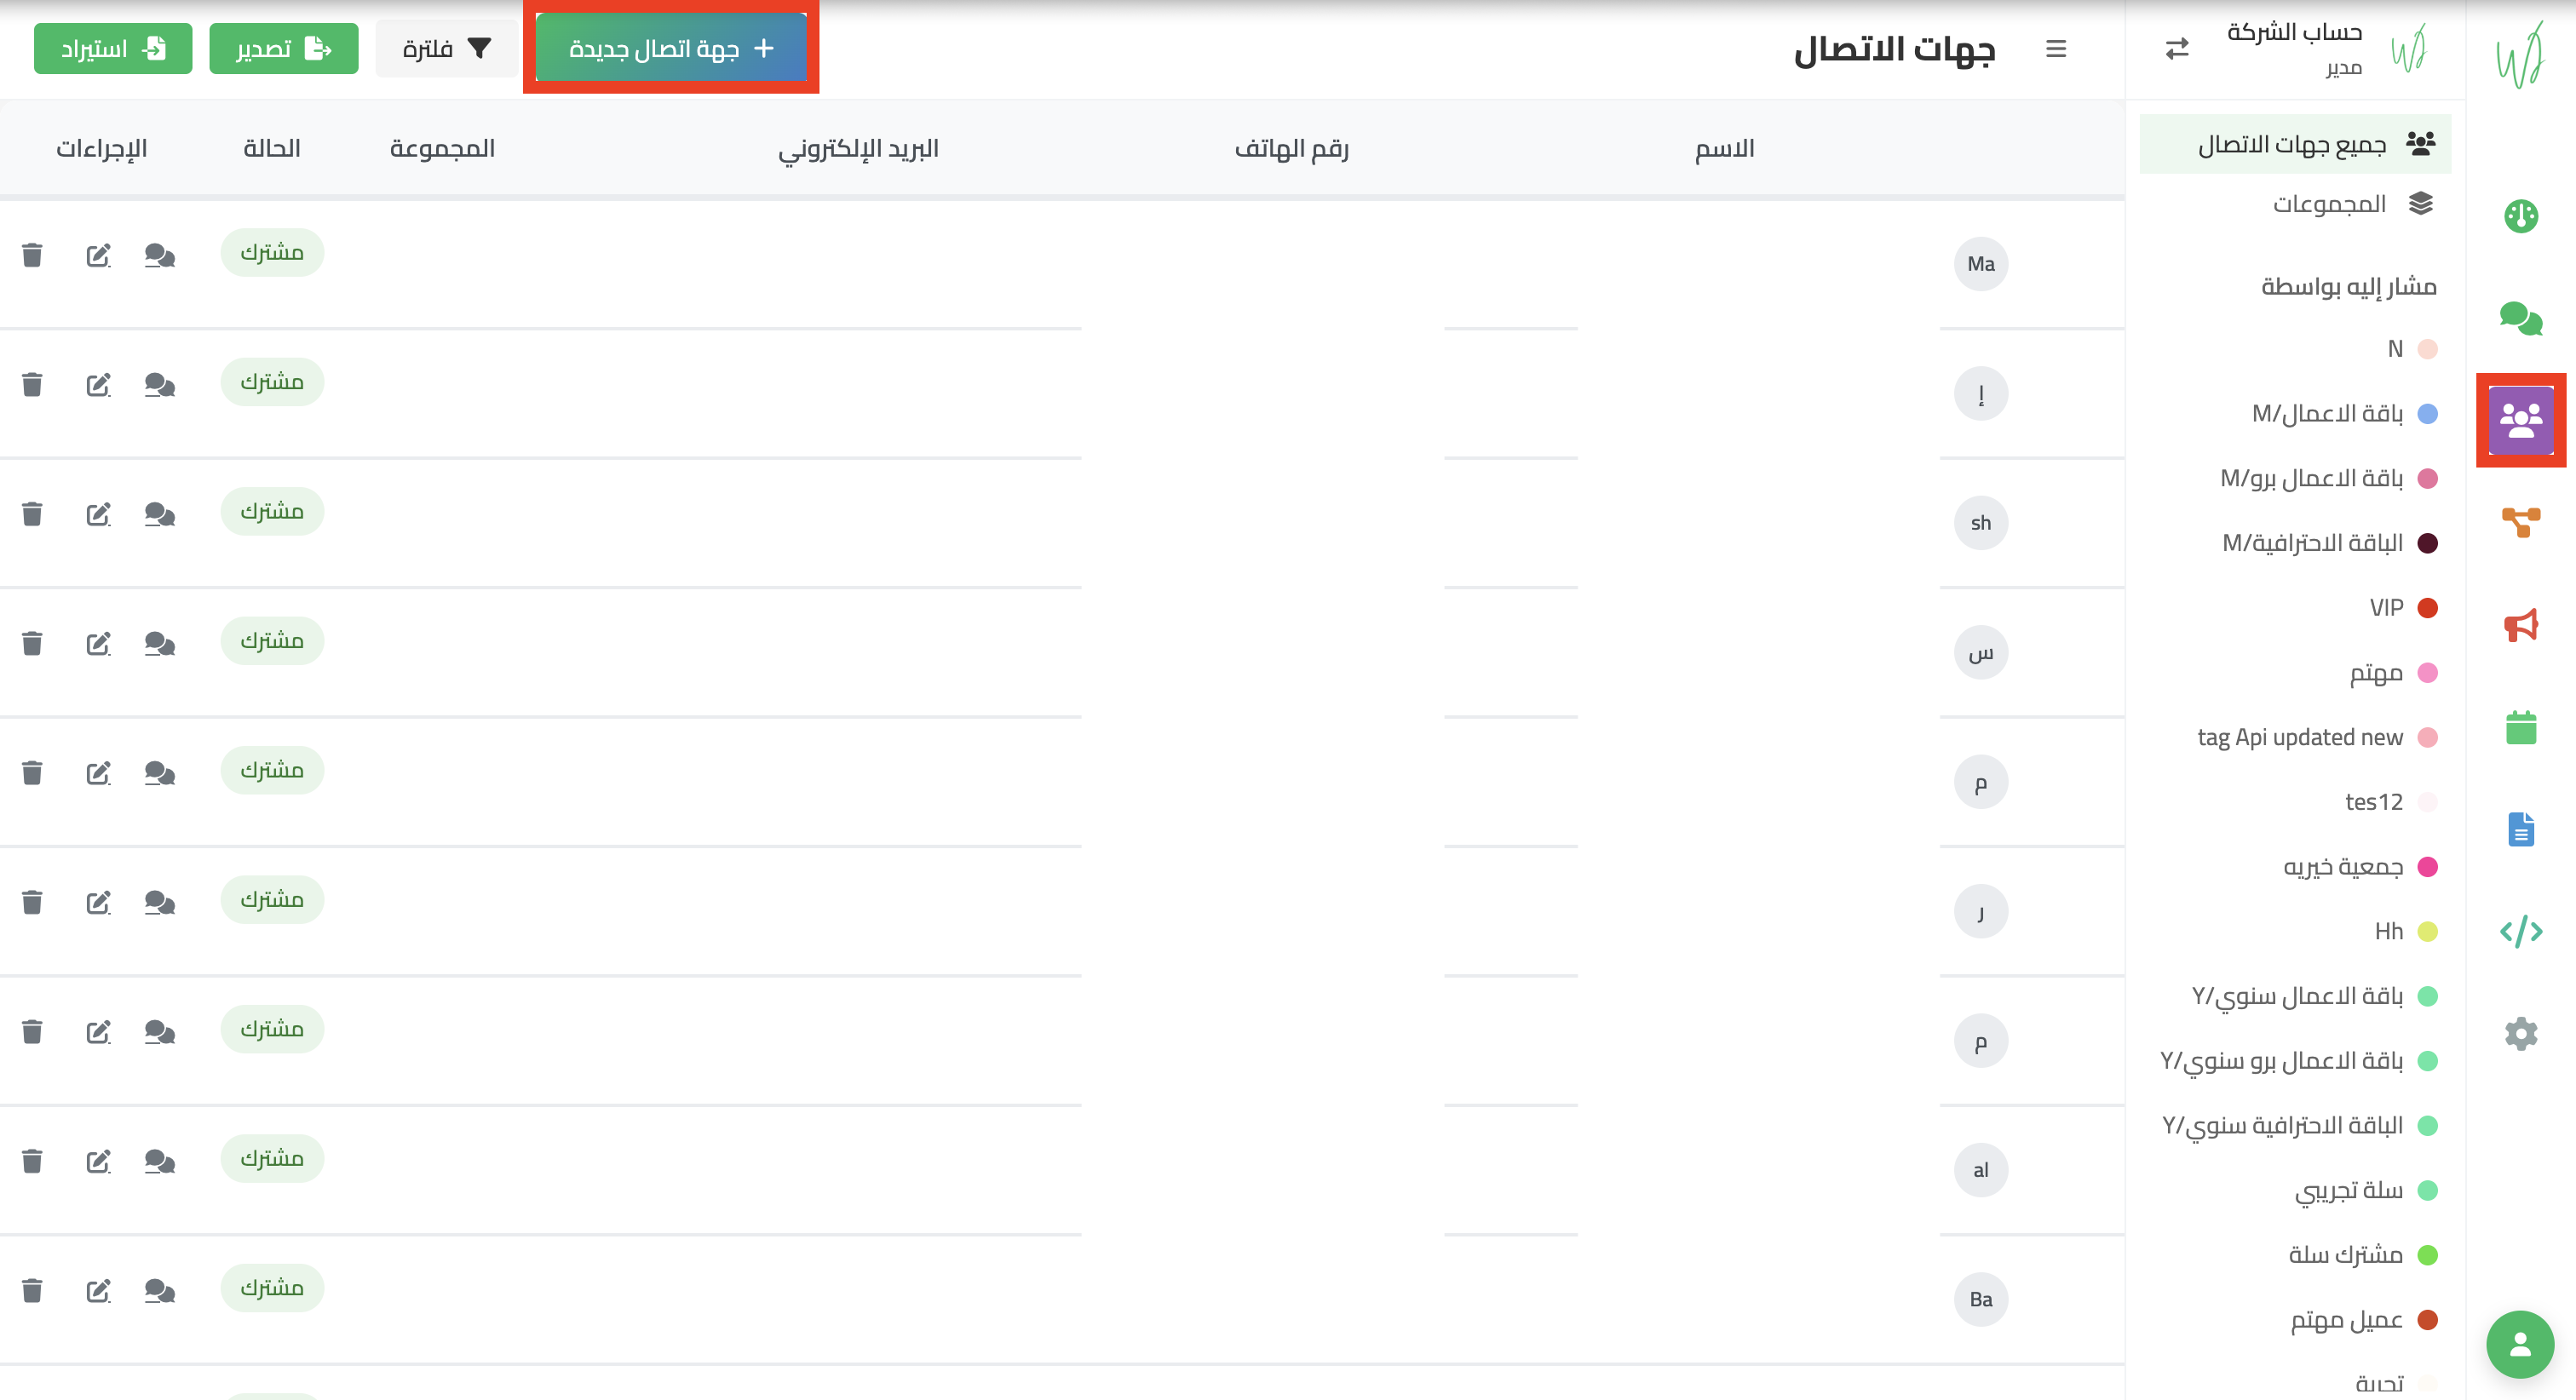 حساب الشركة
مدير
جهات الاتصال
جهة اتصال جديدة
فلترة
تصدير
استيراد
جميع جهات الاتصال
المجموعات
مشار إليه بواسطة
N
باقة الاعمال/M
باقة الاعمال برو/M
الباقة الاحترافية/M
VIP
مهتم
tag Api updated new
tes12
جمعية خيريه
Hh
باقة الاعمال سنوي/Y
باقة الاعمال برو سنوي/Y
الباقة الاحترافية سنوي/Y
سلة تجريبي
مشترك سلة
عميل مهتم
تجربة
الاسم رقم الهاتف البريد الإلكتروني المجموعة الحالة الإجراءات
Ma مشترك
إ مشترك
sh مشترك
س مشترك
م مشترك
ر مشترك
م مشترك
al مشترك
Ba مشترك